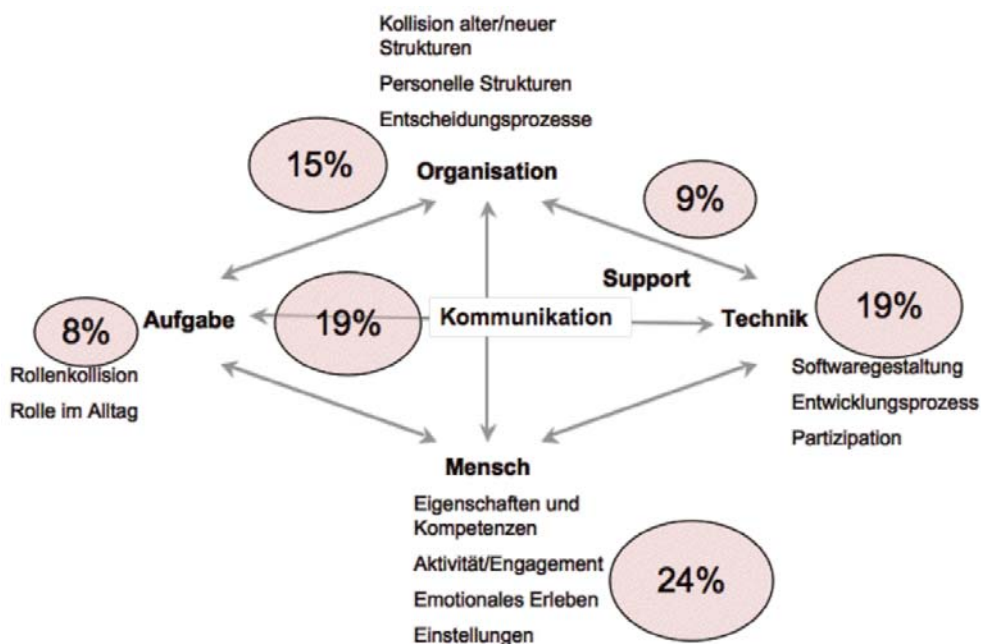 Kollision alter/neuer
Strukturen
Personelle Strukturen
Entscheidungsprozesse
15%
Organisation
9%
Support
8%
Aufgabe
19%
Kommunikation
Technik
19%
Rollenkollision
Rolle im Alltag
Softwaregestaltung
Entwicklungsprozess
Partizipation
Mensch
Eigenschaften und
Kompetenzen
Aktivität/Engagement
Emotionales Erleben
Einstellungen
24%